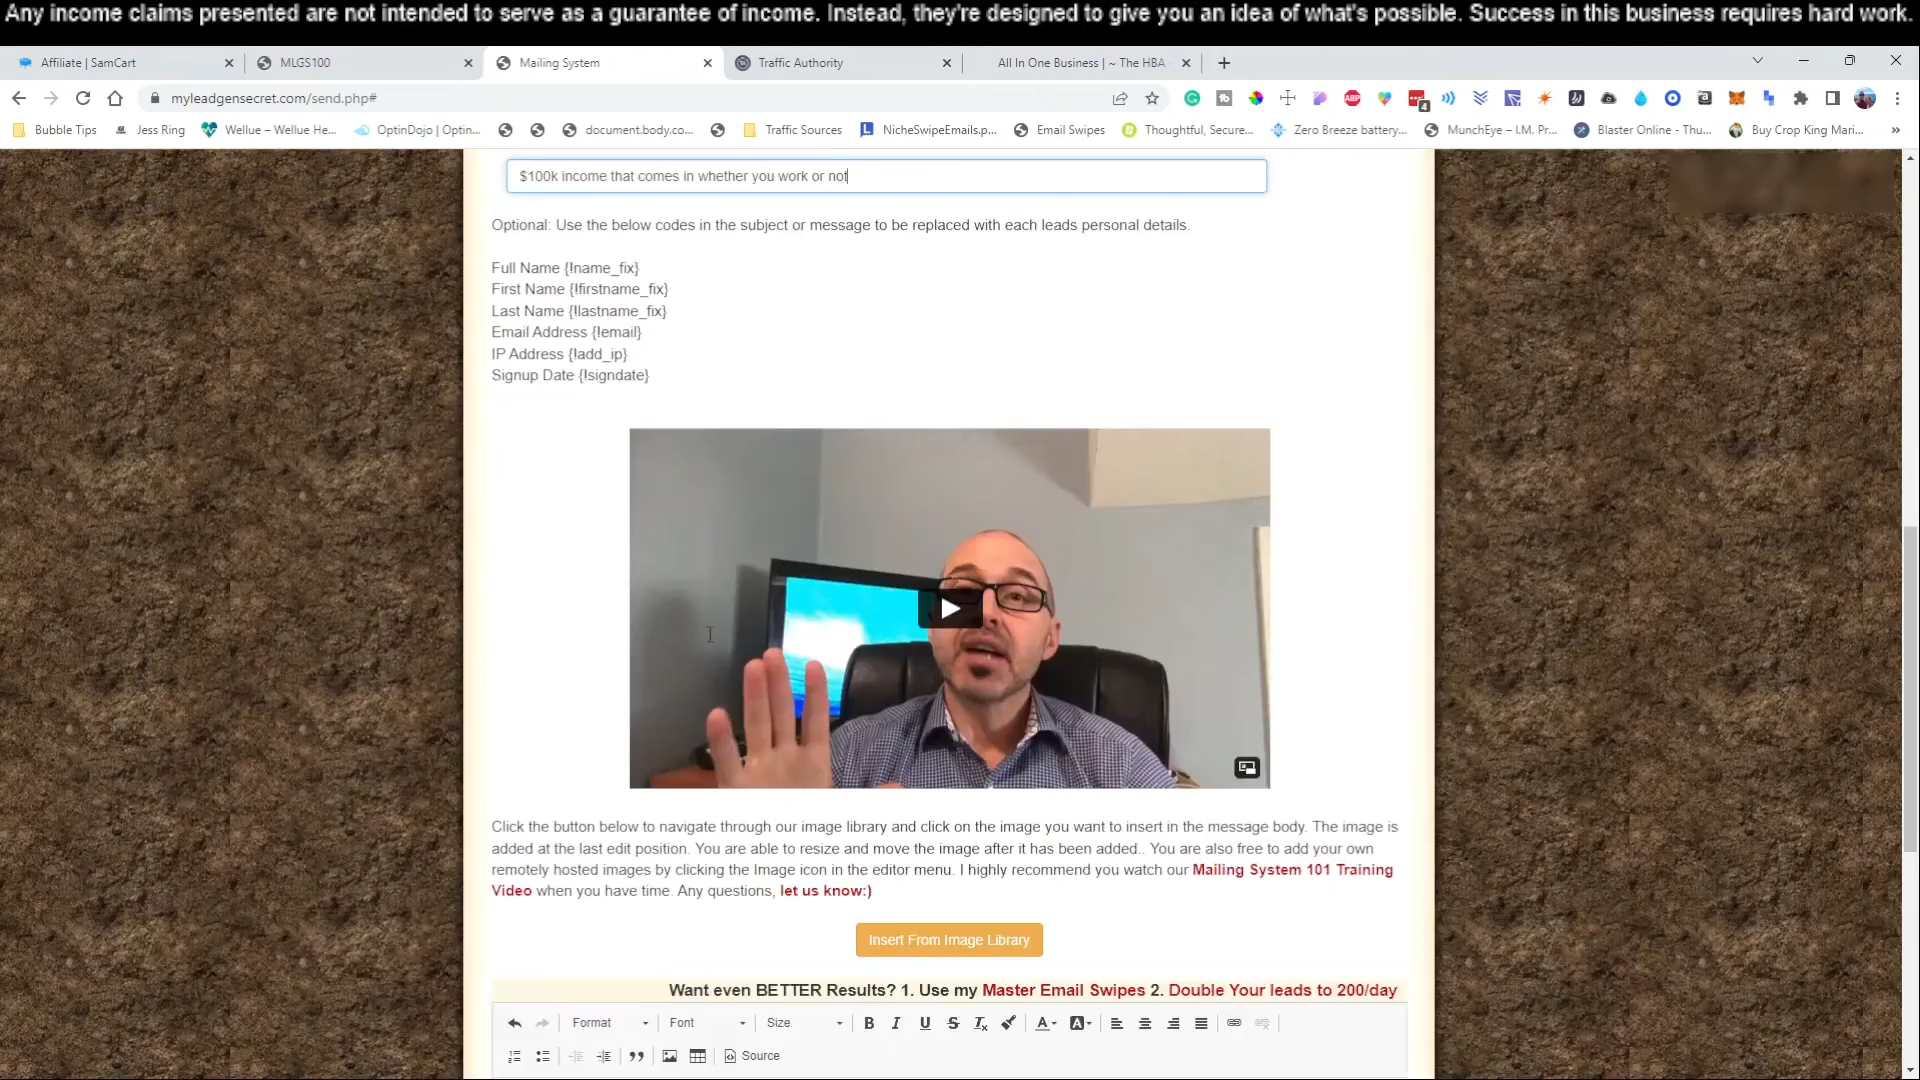 Any income claims presented are not intended to serve as a guarantee of income. Instead, they're designed to give you an idea of what's possible. Success in this business requires hard work.
Affiliate | SamCart
MLGS100
Mailing System
Traffic Authority
All In One Business | ~ The HBA
myleadgensecret.com/send.php#
ABP
4
Bubble Tips
Jess Ring
Wellue – Wellue He...
OptinDojo | Optin...
document.body.co...
Traffic Sources
NicheSwipeEmails.p...
Email Swipes
Thoughtful, Secure...
Zero Breeze battery...
MunchEye – I.M. Pr...
Blaster Online - Thu...
Buy Crop King Mari...
$100k income that comes in whether you work or not
Optional: Use the below codes in the subject or message to be replaced with each leads personal details.
Full Name {!name_fix}
First Name {!firstname_fix}
Last Name {!lastname_fix}
Email Address {!email}
IP Address {!add_ip}
Signup Date {!signdate}
Click the button below to navigate through our image library and click on the image you want to insert in the message body. The image is
added at the last edit position. You are able to resize and move the image after it has been added.. You are also free to add your own
remotely hosted images by clicking the Image icon in the editor menu. I highly recommend you watch our Mailing System 101 Training
Video when you have time. Any questions, let us know:)
Insert From Image Library
Want even BETTER Results? 1. Use my Master Email Swipes 2. Double Your leads to 200/day
Format
Font
Size
B I U S
Source